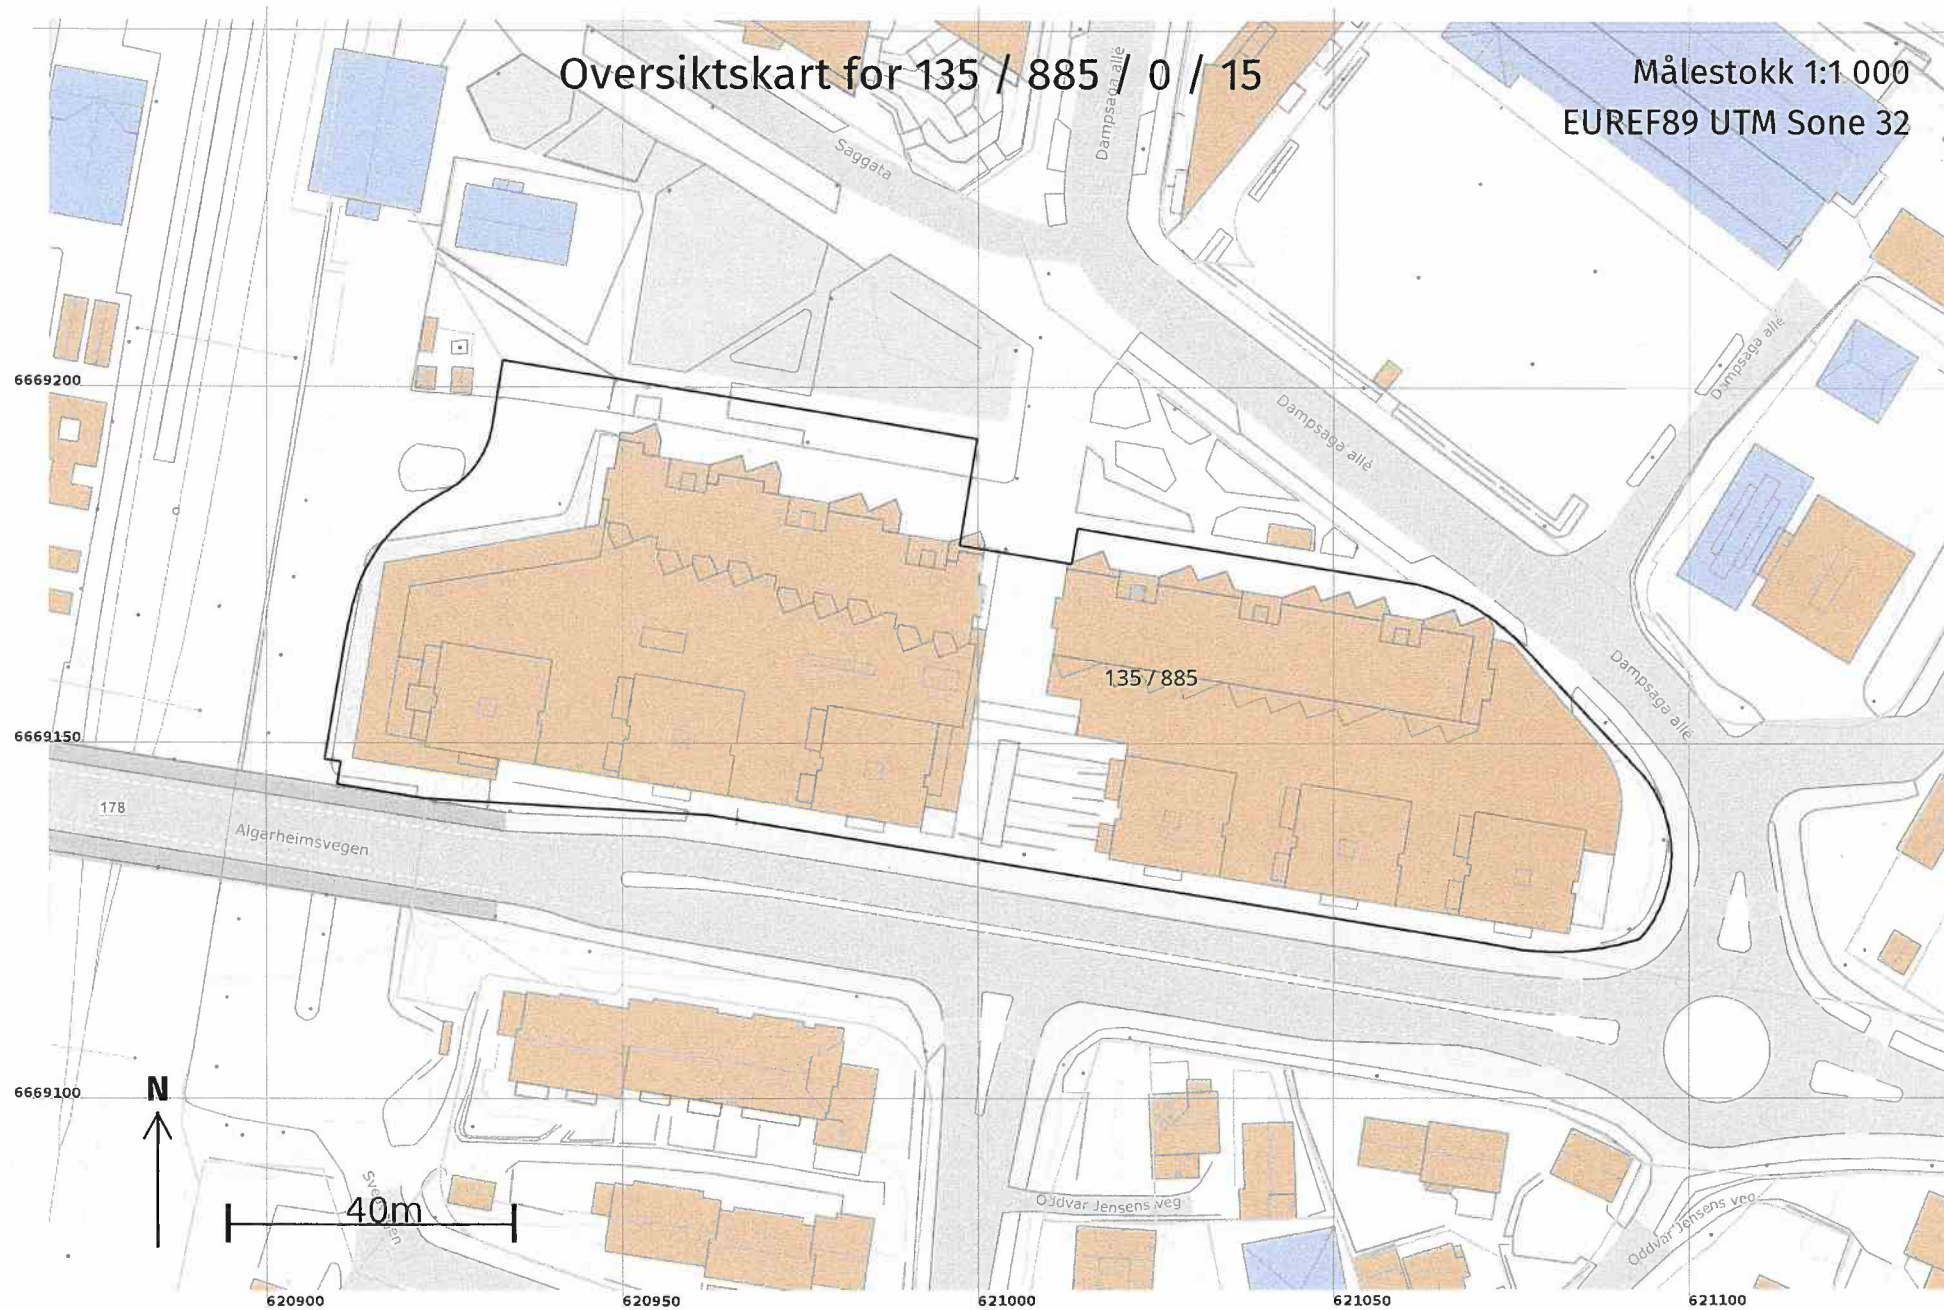 Oversiktskart for 135 / 885 / 0 / 15
Målestokk 1:1 000
EUREF89 UTM Sone 32
Dampsaga allé
Saggata
Dampsaga allé
6669200
Dampsaga allé
135 / 885
Dampsaga allé
6669150
178
Algarheimsvegen
6669100
N
40m
Oddvar Jensens veg
Oddvar Jensens veg
620900
620950
621000
621050
621100